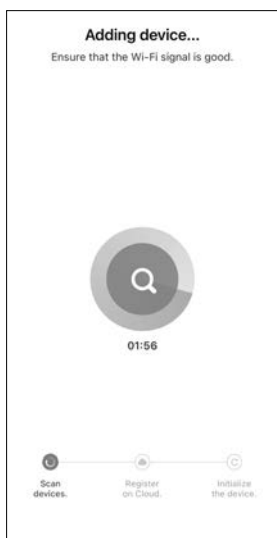 Adding device...
Ensure that the Wi-Fi signal is good.
01:56
Scan
devices.
Register
on Cloud.
Initialize
the device.